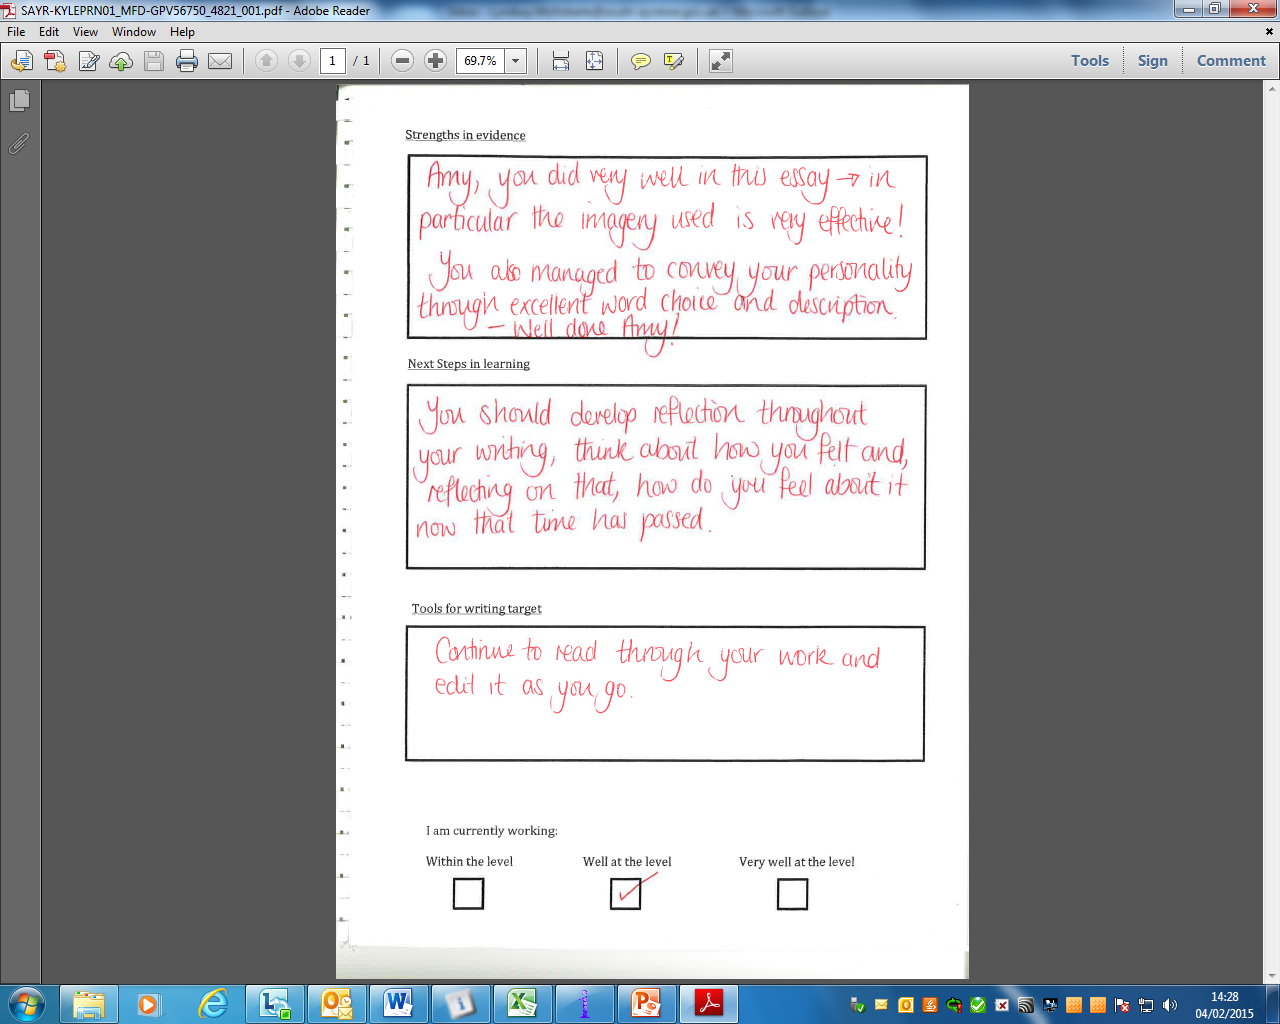 SAYR-KYLEPRN01_MFD-GPV56750_4821_001.pdf - Adobe Reader
File Edit View Window Help
1 / 1 69.7% Tools Sign Comment
Strengths in evidence
Amy, you did very well in this essay → in
particular the imagery used is very effective!
You also managed to convey your personality
through excellent word choice and description.
- Well done Amy!
Next Steps in learning
You should develop reflection throughout
your writing, think about how you felt and,
reflecting on that, how do you feel about it
now that time has passed.
Tools for writing target
Continue to read through your work and
edit it as you go.
I am currently working:
Within the level Well at the level Very well at the level
14:28
04/02/2015